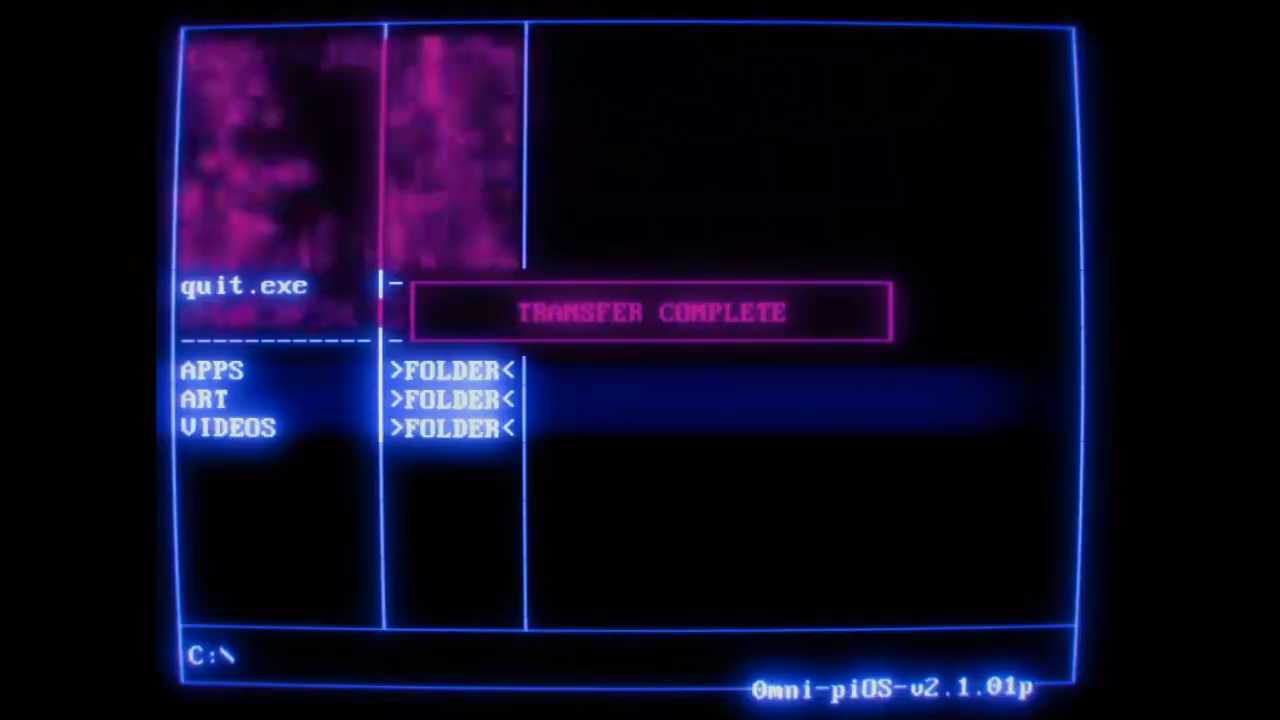 quit.exe
TRANSFER COMPLETE
APPS >FOLDER<
ART >FOLDER<
VIDEOS >FOLDER<
C:\
Omni-piOS-v2.1.01p